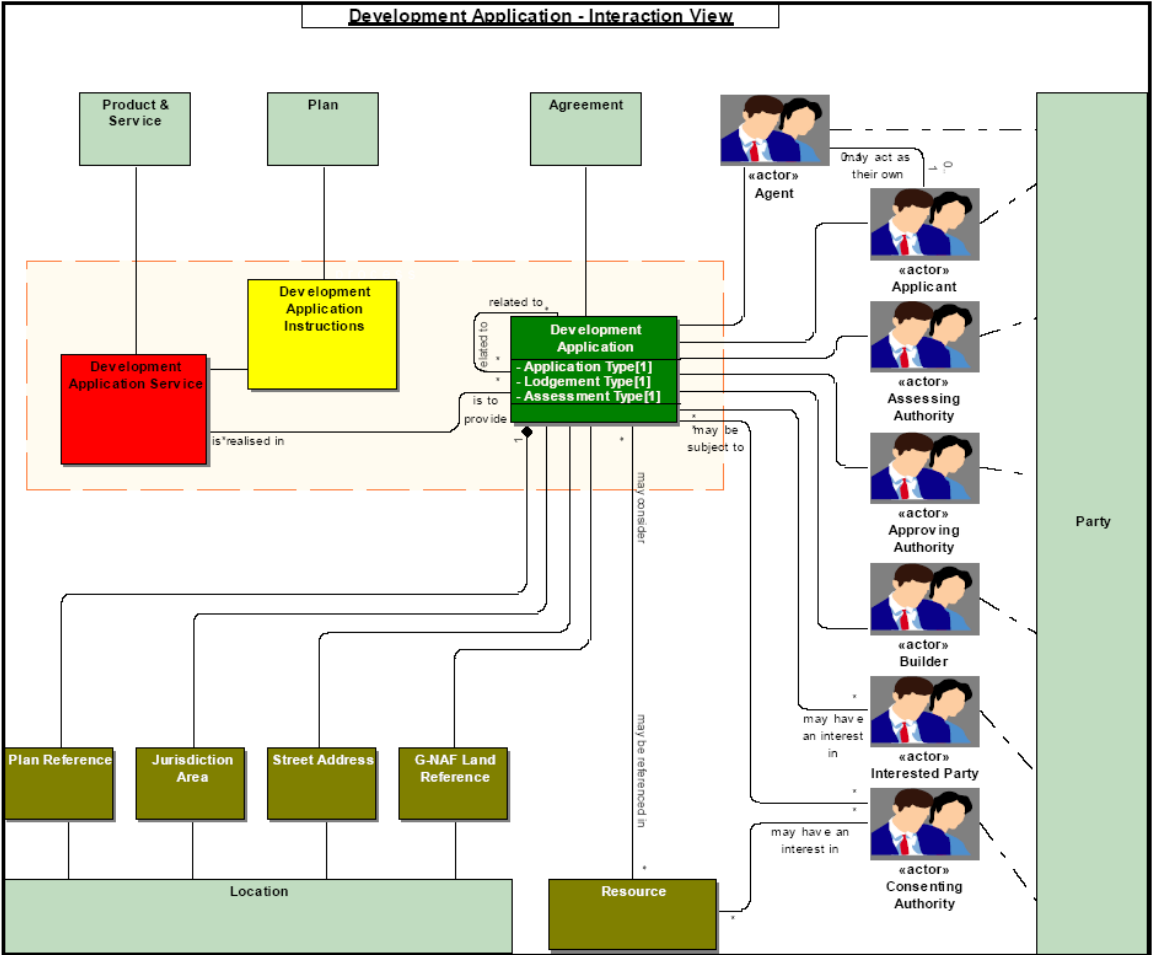 Development Application - Interaction View
Product &
Service
Plan
Agreement
may act as
their own
0..
1
«actor»
Agent
«actor»
Applicant
Development
Application
Instructions
related to
*
elated to
*
Development
Application
- Application Type[1]
- Lodgement Type[1]
- Assessment Type[1]
Development
Application Service
*
is to
provide
is*realised in
1
*
may consider
*
may be
subject to
«actor»
Assessing
Authority
«actor»
Approving
Authority
Party
«actor»
Builder
*
may have
an interest
in
«actor»
Interested Party
may be referenced in
*
Plan Reference
Jurisdiction
Area
Street Address
G-NAF Land
Reference
*
*
may have an
interest in
*
«actor»
Consenting
Authority
Location
Resource